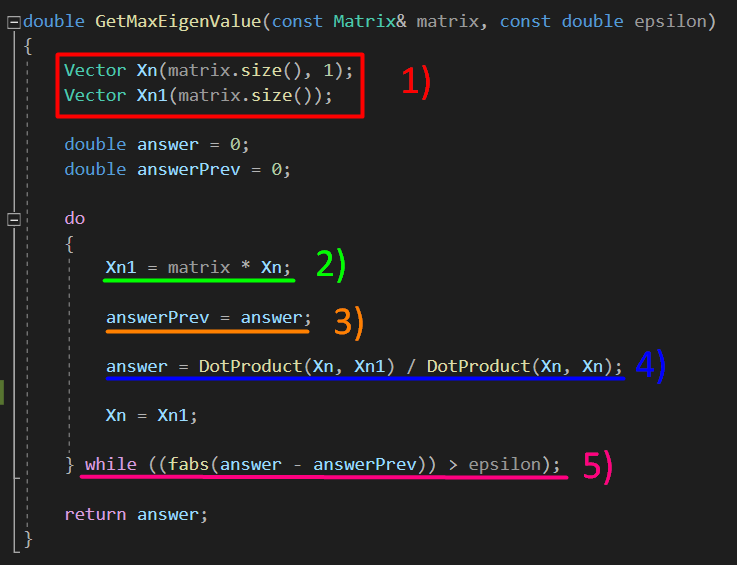 double GetMaxEigenValue(const Matrix& matrix, const double epsilon)
{
Vector Xn(matrix.size(), 1);
Vector Xn1(matrix.size());
1)
double answer = 0;
double answerPrev = 0;
do
{
Xn1 = matrix * Xn; 2)
answerPrev = answer; 3)
answer = DotProduct(Xn, Xn1) / DotProduct(Xn, Xn); 4)
Xn = Xn1;
} while ((fabs(answer - answerPrev)) > epsilon); 5)
return answer;
}